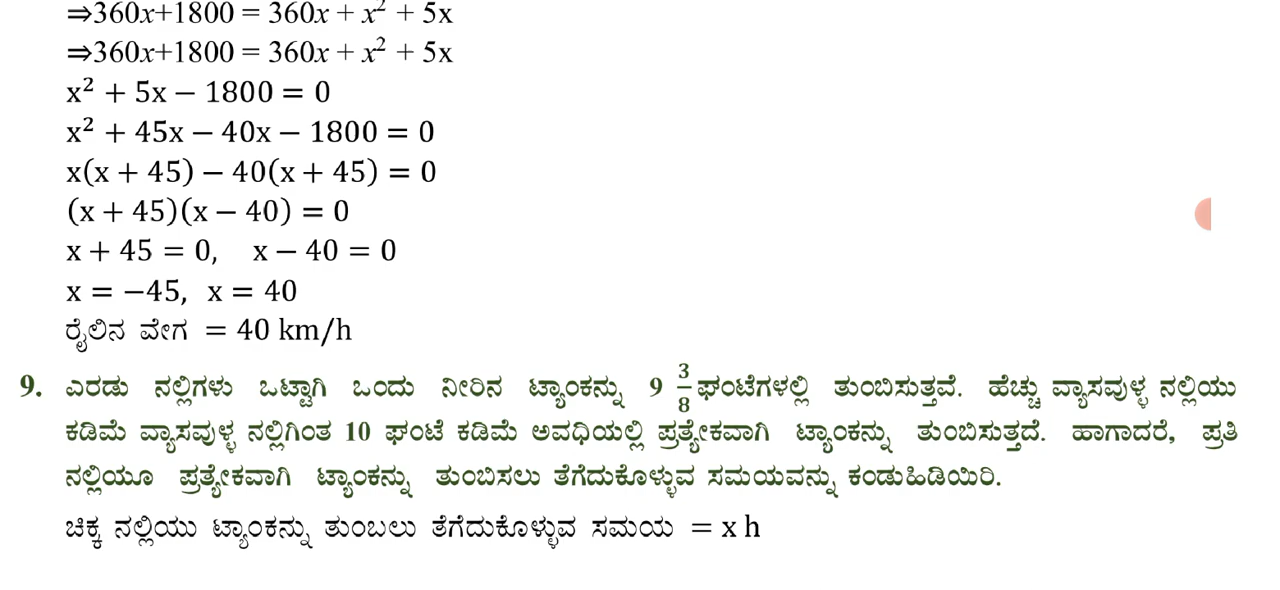 ⇒360x+1800 = 360x + x² + 5x
⇒360x+1800 = 360x + x² + 5x
x² + 5x − 1800 = 0
x² + 45x − 40x − 1800 = 0
x(x + 45) − 40(x + 45) = 0
(x + 45)(x − 40) = 0
x + 45 = 0, x − 40 = 0
x = −45, x = 40
ರೈಲಿನ ವೇಗ = 40 km/h
9. ಎರಡು ನಲ್ಲಿಗಳು ಒಟ್ಟಾಗಿ ಒಂದು ನೀರಿನ ಟ್ಯಾಂಕನ್ನು 9 3/8 ಘಂಟೆಗಳಲ್ಲಿ ತುಂಬಿಸುತ್ತವೆ. ಹೆಚ್ಚು ವ್ಯಾಸವುಳ್ಳ ನಲ್ಲಿಯು
ಕಡಿಮೆ ವ್ಯಾಸವುಳ್ಳ ನಲ್ಲಿಗಿಂತ 10 ಘಂಟೆ ಕಡಿಮೆ ಅವಧಿಯಲ್ಲಿ ಪ್ರತ್ಯೇಕವಾಗಿ ಟ್ಯಾಂಕನ್ನು ತುಂಬಿಸುತ್ತದೆ. ಹಾಗಾದರೆ, ಪ್ರತಿ
ನಲ್ಲಿಯೂ ಪ್ರತ್ಯೇಕವಾಗಿ ಟ್ಯಾಂಕನ್ನು ತುಂಬಿಸಲು ತೆಗೆದುಕೊಳ್ಳುವ ಸಮಯವನ್ನು ಕಂಡುಹಿಡಿಯಿರಿ.
ಚಿಕ್ಕ ನಲ್ಲಿಯು ಟ್ಯಾಂಕನ್ನು ತುಂಬಲು ತೆಗೆದುಕೊಳ್ಳುವ ಸಮಯ = x h